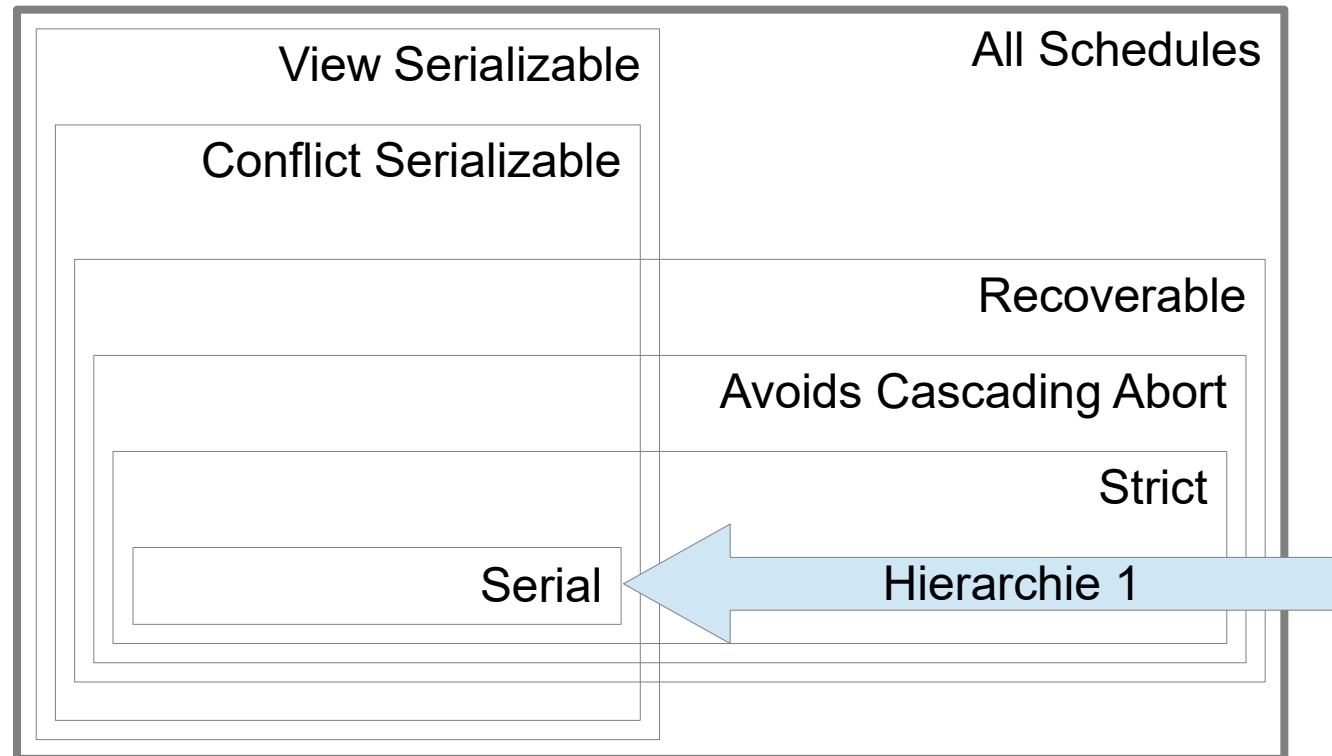 View Serializable
All Schedules
Conflict Serializable
Recoverable
Avoids Cascading Abort
Strict
Serial
Hierarchie 1